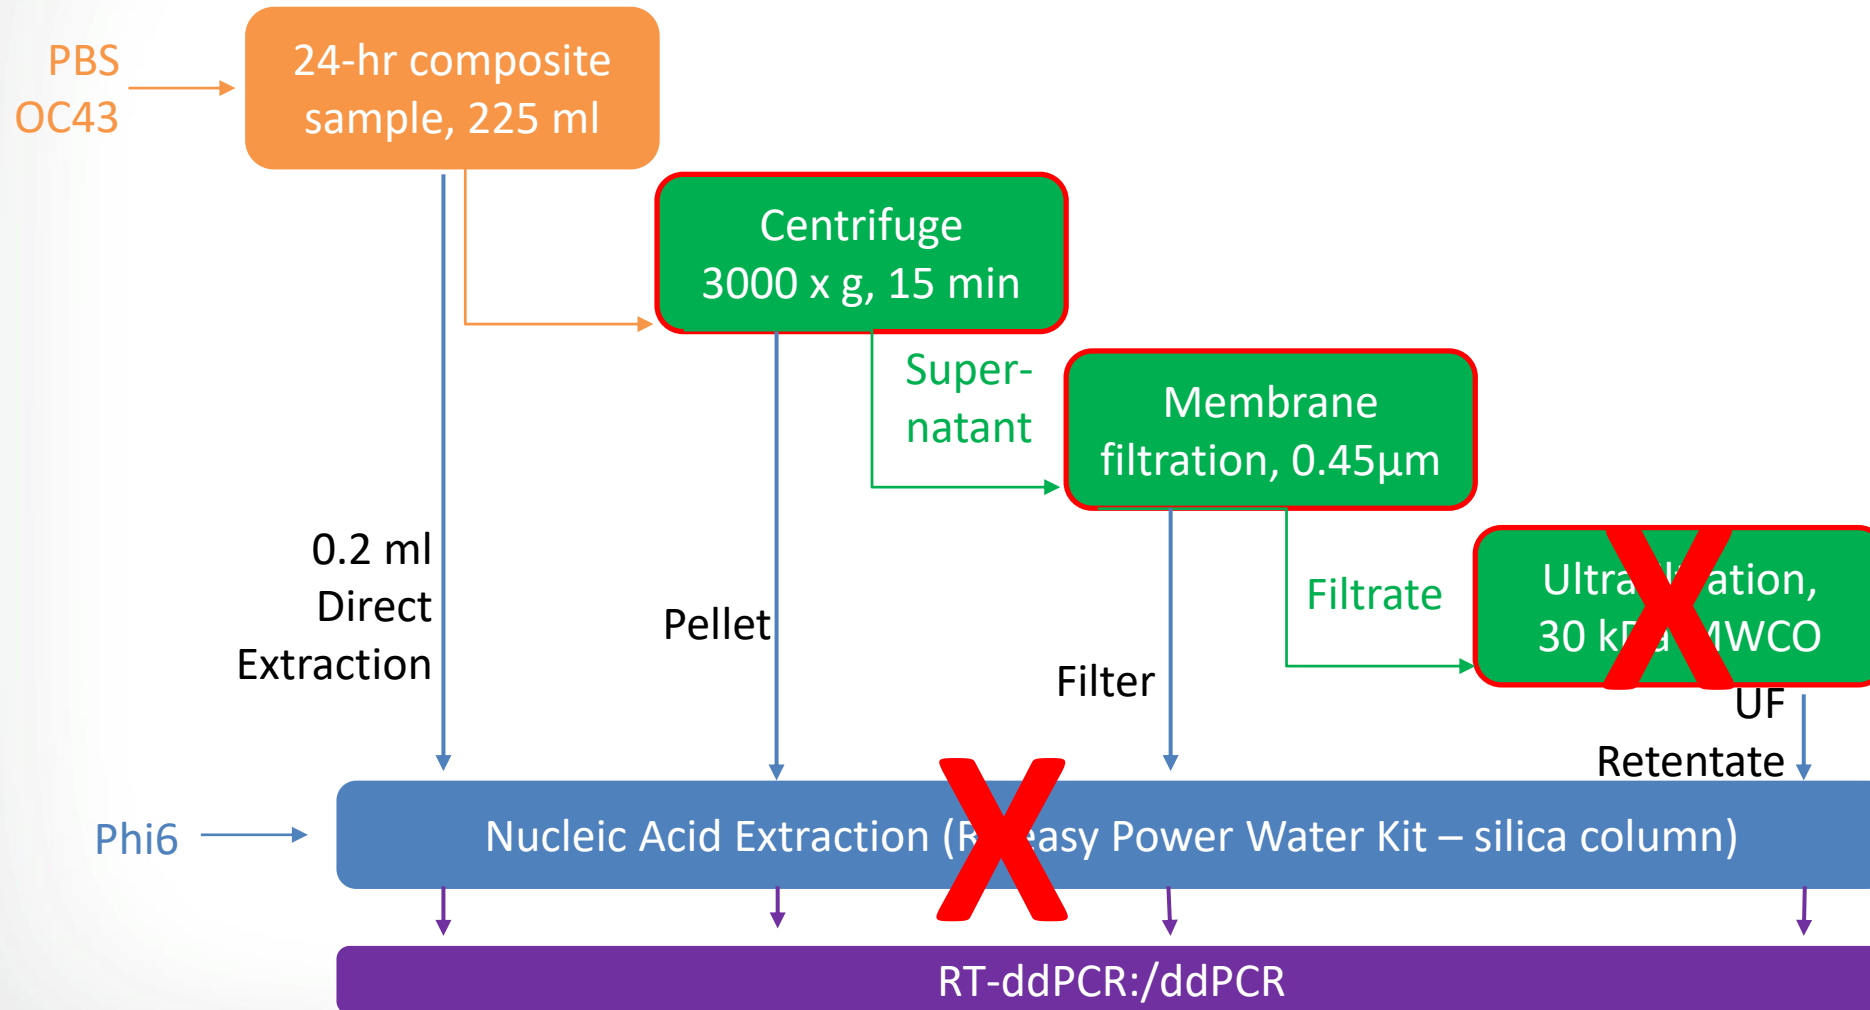 PBS
OC43
24-hr composite
sample, 225 ml
Centrifuge
3000 x g, 15 min
Super-
natant
Membrane
filtration, 0.45µm
0.2 ml
Direct
Extraction
Pellet
Filter
Filtrate
30
UF
Retentate
Phi6
Nucleic Acid Extraction Power Water Kit – silica column)
RT-ddPCR:/ddPCR